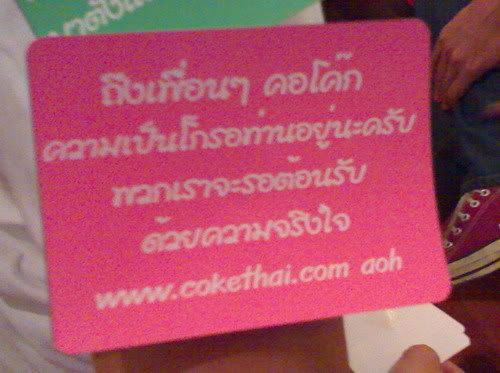 ถึงเพื่อนๆ คอโค๊ก
ความเป็นโกรอท่านอยู่นะครับ
พวกเราจะรอต้อนรับ
ด้วยความจริงใจ
www.cokethai.com aoh